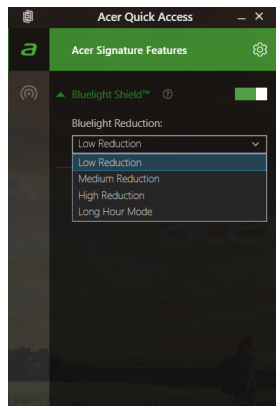 Acer Quick Access
a
Acer Signature Features
Bluelight Shield™ ?
Bluelight Reduction:
Low Reduction
Low Reduction
Medium Reduction
High Reduction
Long Hour Mode
acer